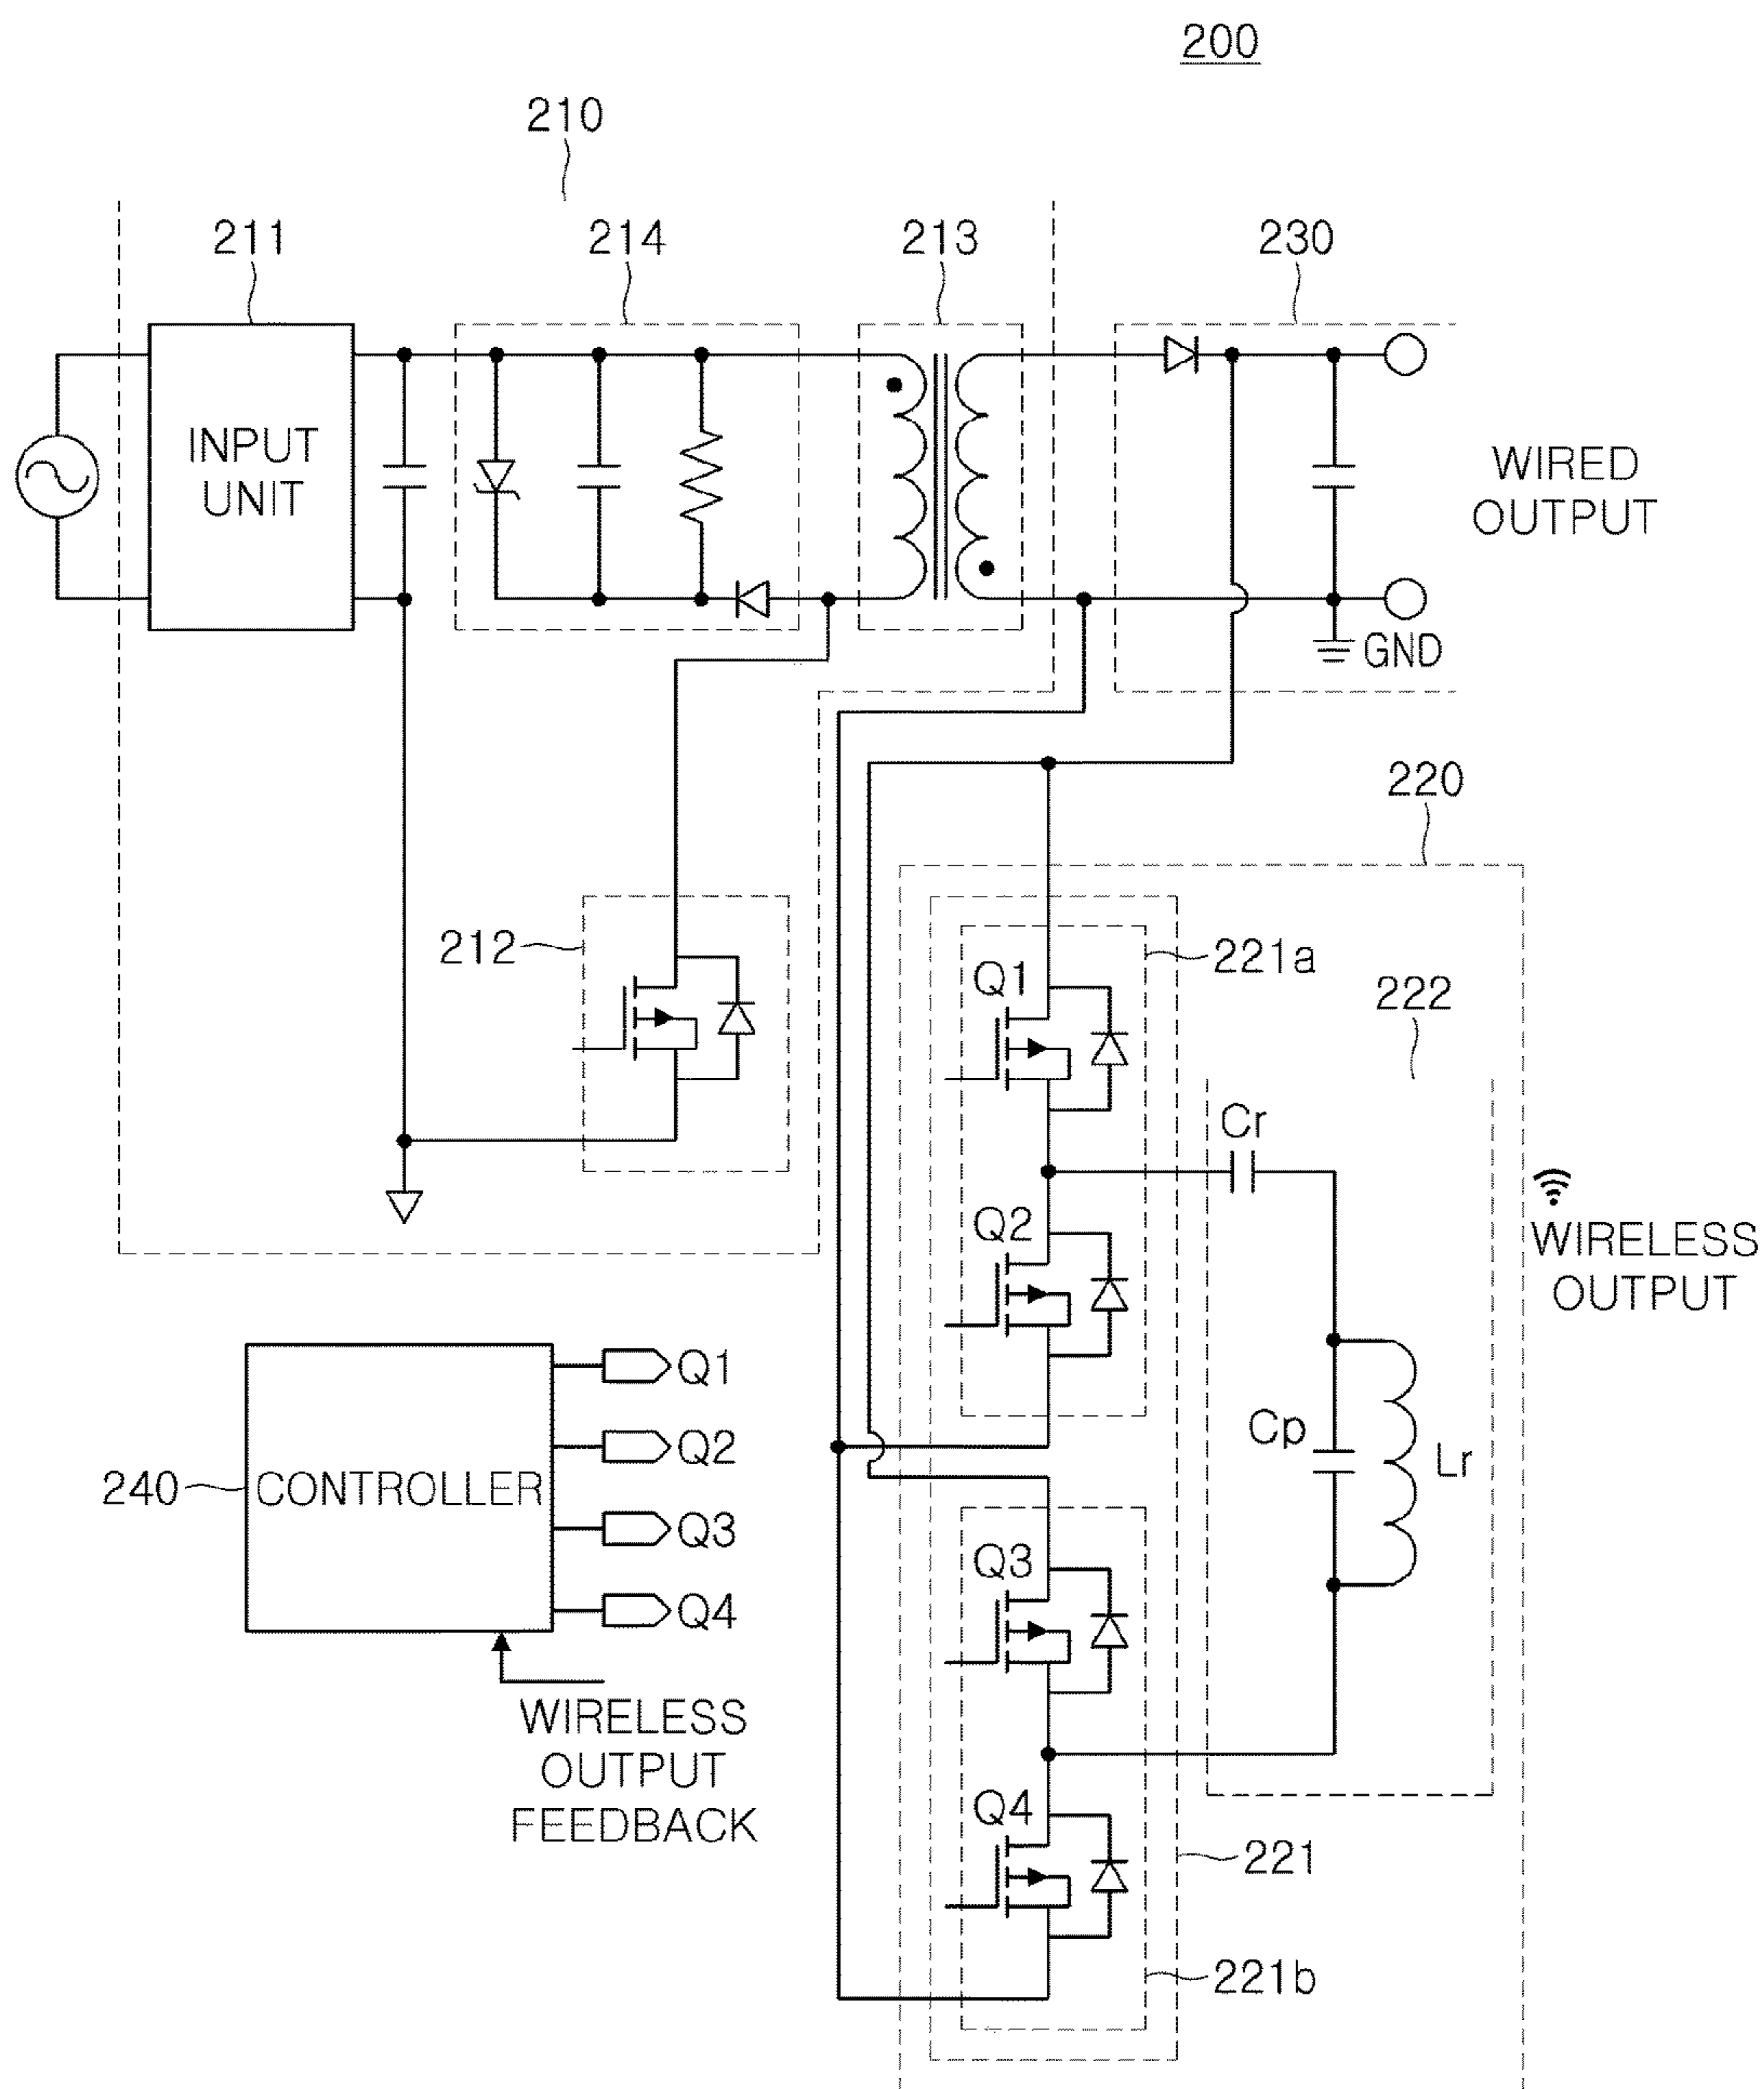 200
210
211
214
213
230
INPUT
UNIT
WIRED
OUTPUT
GND
220
212
Q1
221a
222
Cr
Q2
WIRELESS
OUTPUT
Q1
Q2
Cp
Lr
240
CONTROLLER
Q3
Q3
Q4
WIRELESS
OUTPUT
FEEDBACK
Q4
221
221b